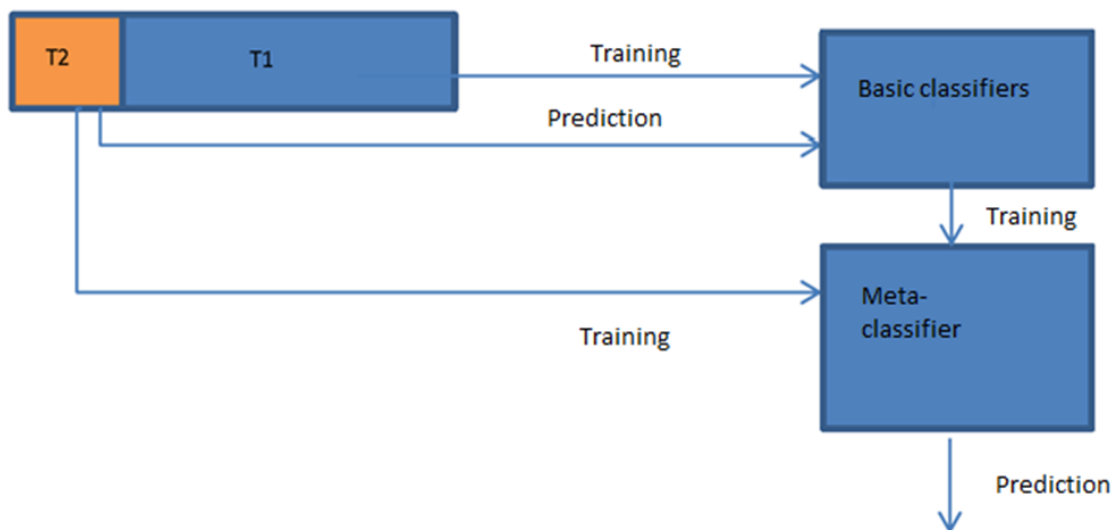 T2
T1
Training
Basic classifiers
Prediction
Training
Meta-
classifier
Training
Prediction